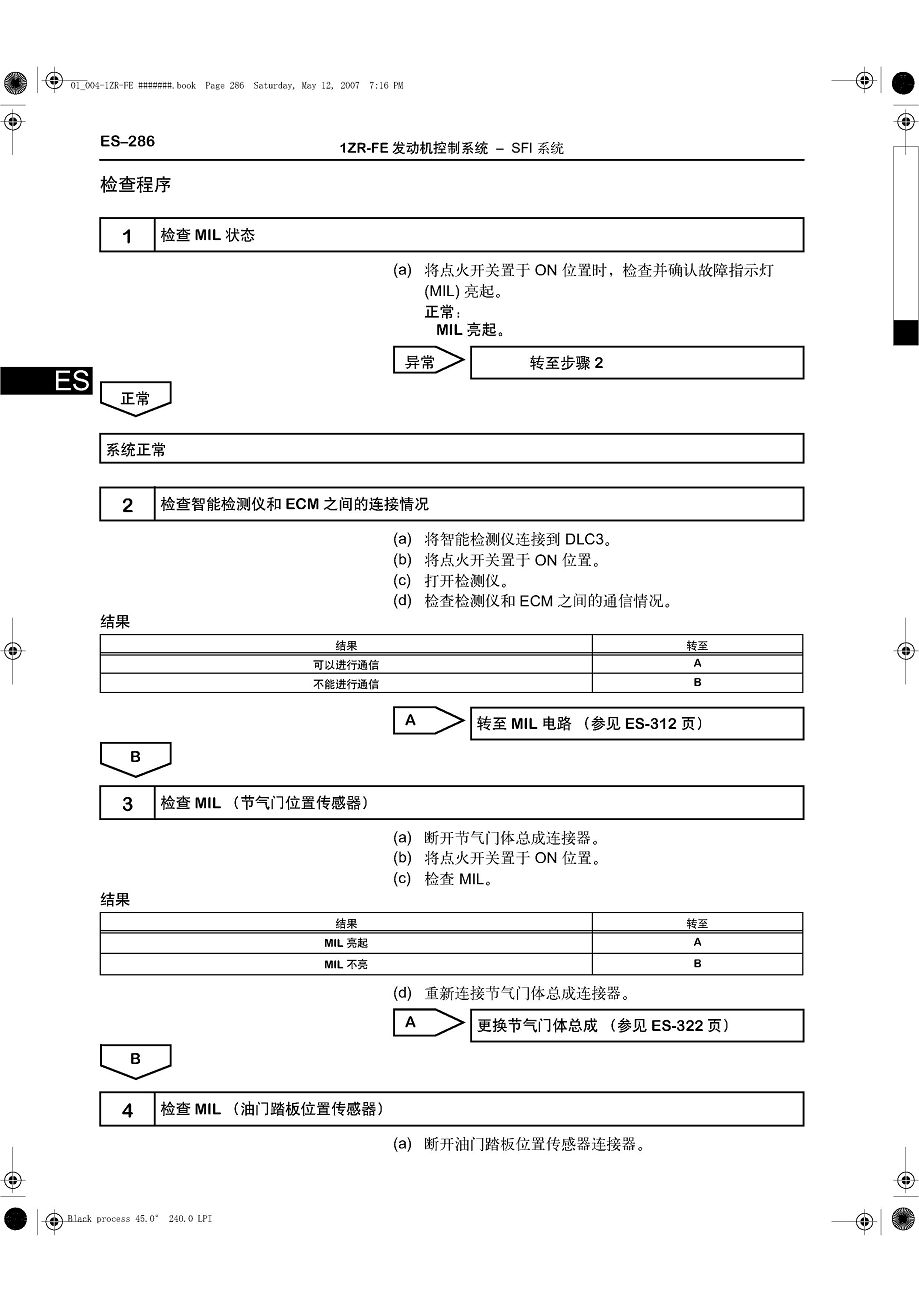 01_004-1ZR-FE #######.book Page 286 Saturday, May 12, 2007 7:16 PM
ES–286
1ZR-FE 发动机控制系统 – SFI 系统
检查程序
1 检查 MIL 状态
(a) 将点火开关置于 ON 位置时，检查并确认故障指示灯
(MIL) 亮起。
正常：
MIL 亮起。
异常 转至步骤 2
ES
正常
系统正常
2 检查智能检测仪和 ECM 之间的连接情况
(a) 将智能检测仪连接到 DLC3。
(b) 将点火开关置于 ON 位置。
(c) 打开检测仪。
(d) 检查检测仪和 ECM 之间的通信情况。
结果
结果 转至
可以进行通信 A
不能进行通信 B
A 转至 MIL 电路 （参见 ES-312 页）
B
3 检查 MIL （节气门位置传感器）
(a) 断开节气门体总成连接器。
(b) 将点火开关置于 ON 位置。
(c) 检查 MIL。
结果
结果 转至
MIL 亮起 A
MIL 不亮 B
(d) 重新连接节气门体总成连接器。
A 更换节气门体总成 （参见 ES-322 页）
B
4 检查 MIL （油门踏板位置传感器）
(a) 断开油门踏板位置传感器连接器。
Black process 45.0° 240.0 LPI